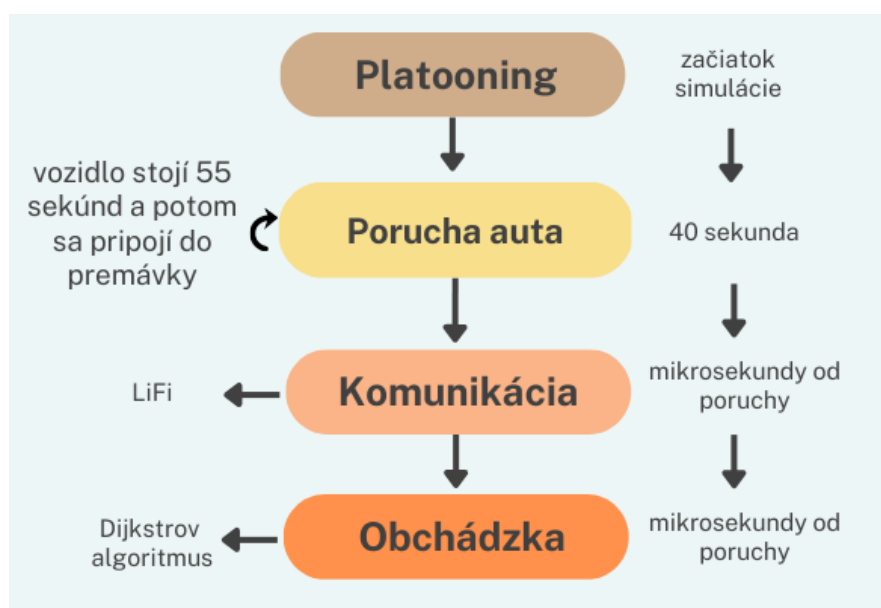 Platooning
začiatok
simulácie
vozidlo stojí 55
sekúnd a potom
sa pripojí do
premávky
Porucha auta
40 sekunda
LiFi
Komunikácia
mikrosekundy od
poruchy
Dijkstrov
algoritmus
Obchádzka
mikrosekundy od
poruchy